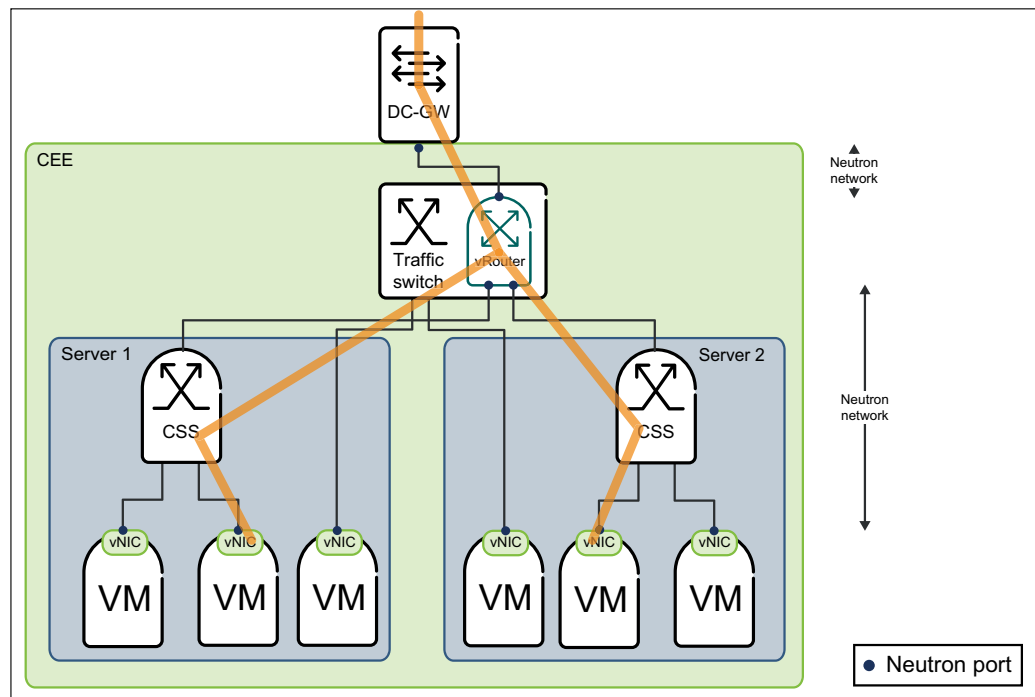 DC-GW
CEE
Neutron
network
Traffic
switch
vRouter
Server 1
Server 2
CSS
CSS
Neutron
network
vNIC
vNIC
vNIC
vNIC
vNIC
vNIC
VM
VM
VM
VM
VM
VM
Neutron port